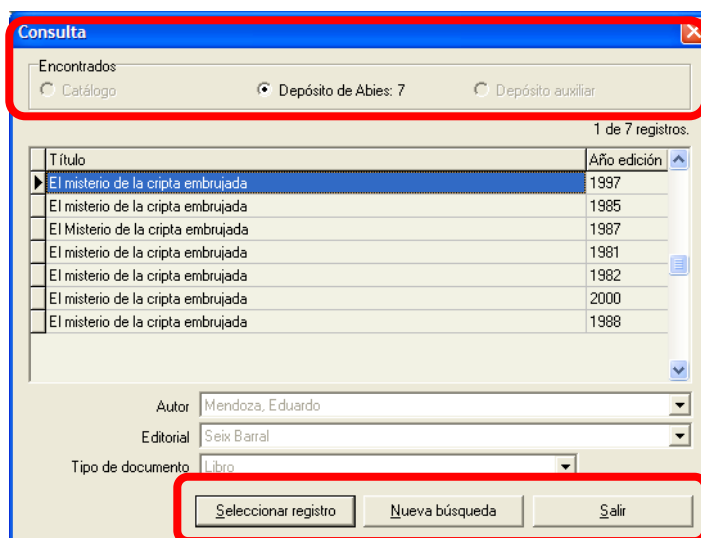 Consulta
Encontrados
Catálogo Depósito de Abies: 7 Depósito auxiliar
1 de 7 registros.
Título Año edición
El misterio de la cripta embrujada 1997
El misterio de la cripta embrujada 1985
El Misterio de la cripta embrujada 1987
El misterio de la cripta embrujada 1981
El misterio de la cripta embrujada 1982
El misterio de la cripta embrujada 2000
El misterio de la cripta embrujada 1988
Autor Mendoza, Eduardo
Editorial Seix Barral
Tipo de documento Libro
Seleccionar registro Nueva búsqueda Salir